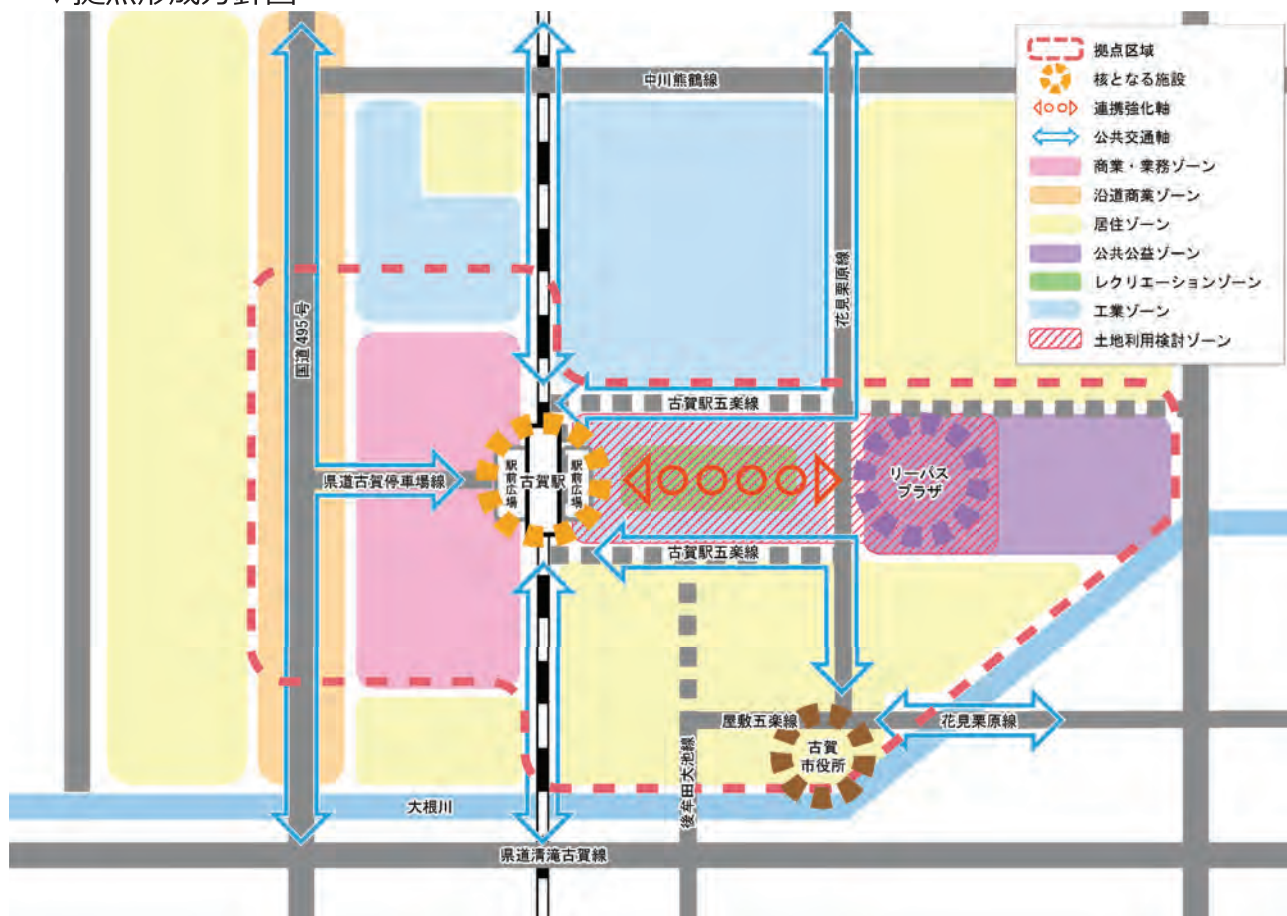 拠点形成方針図
中川熊鶴線
拠点区域
核となる施設
連携強化軸
公共交通軸
商業・業務ゾーン
沿道商業ゾーン
居住ゾーン
公共公益ゾーン
レクリエーションゾーン
工業ゾーン
土地利用検討ゾーン
国道495号
花見栗原線
古賀駅五楽線
県道古賀停車場線
駅前広場
古賀駅
駅前広場
リーパス
プラザ
古賀駅五楽線
屋敷五楽線
花見栗原線
古賀
市役所
後牟田大池線
大根川
県道清滝古賀線